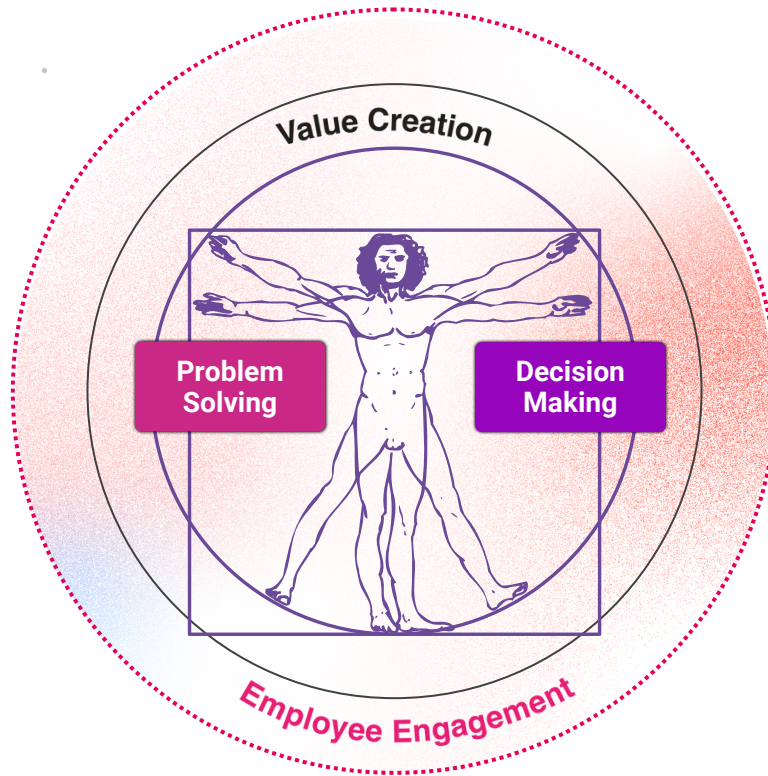 Value Creation
Problem
Solving
Decision
Making
Employee Engagement